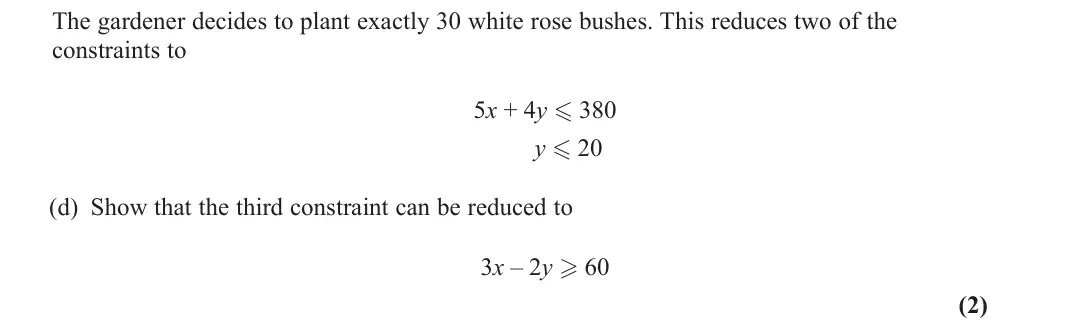 The gardener decides to plant exactly 30 white rose bushes. This reduces two of the
constraints to
5x + 4y ⩽ 380
y ⩽ 20
(d) Show that the third constraint can be reduced to
3x – 2y ⩾ 60
(2)